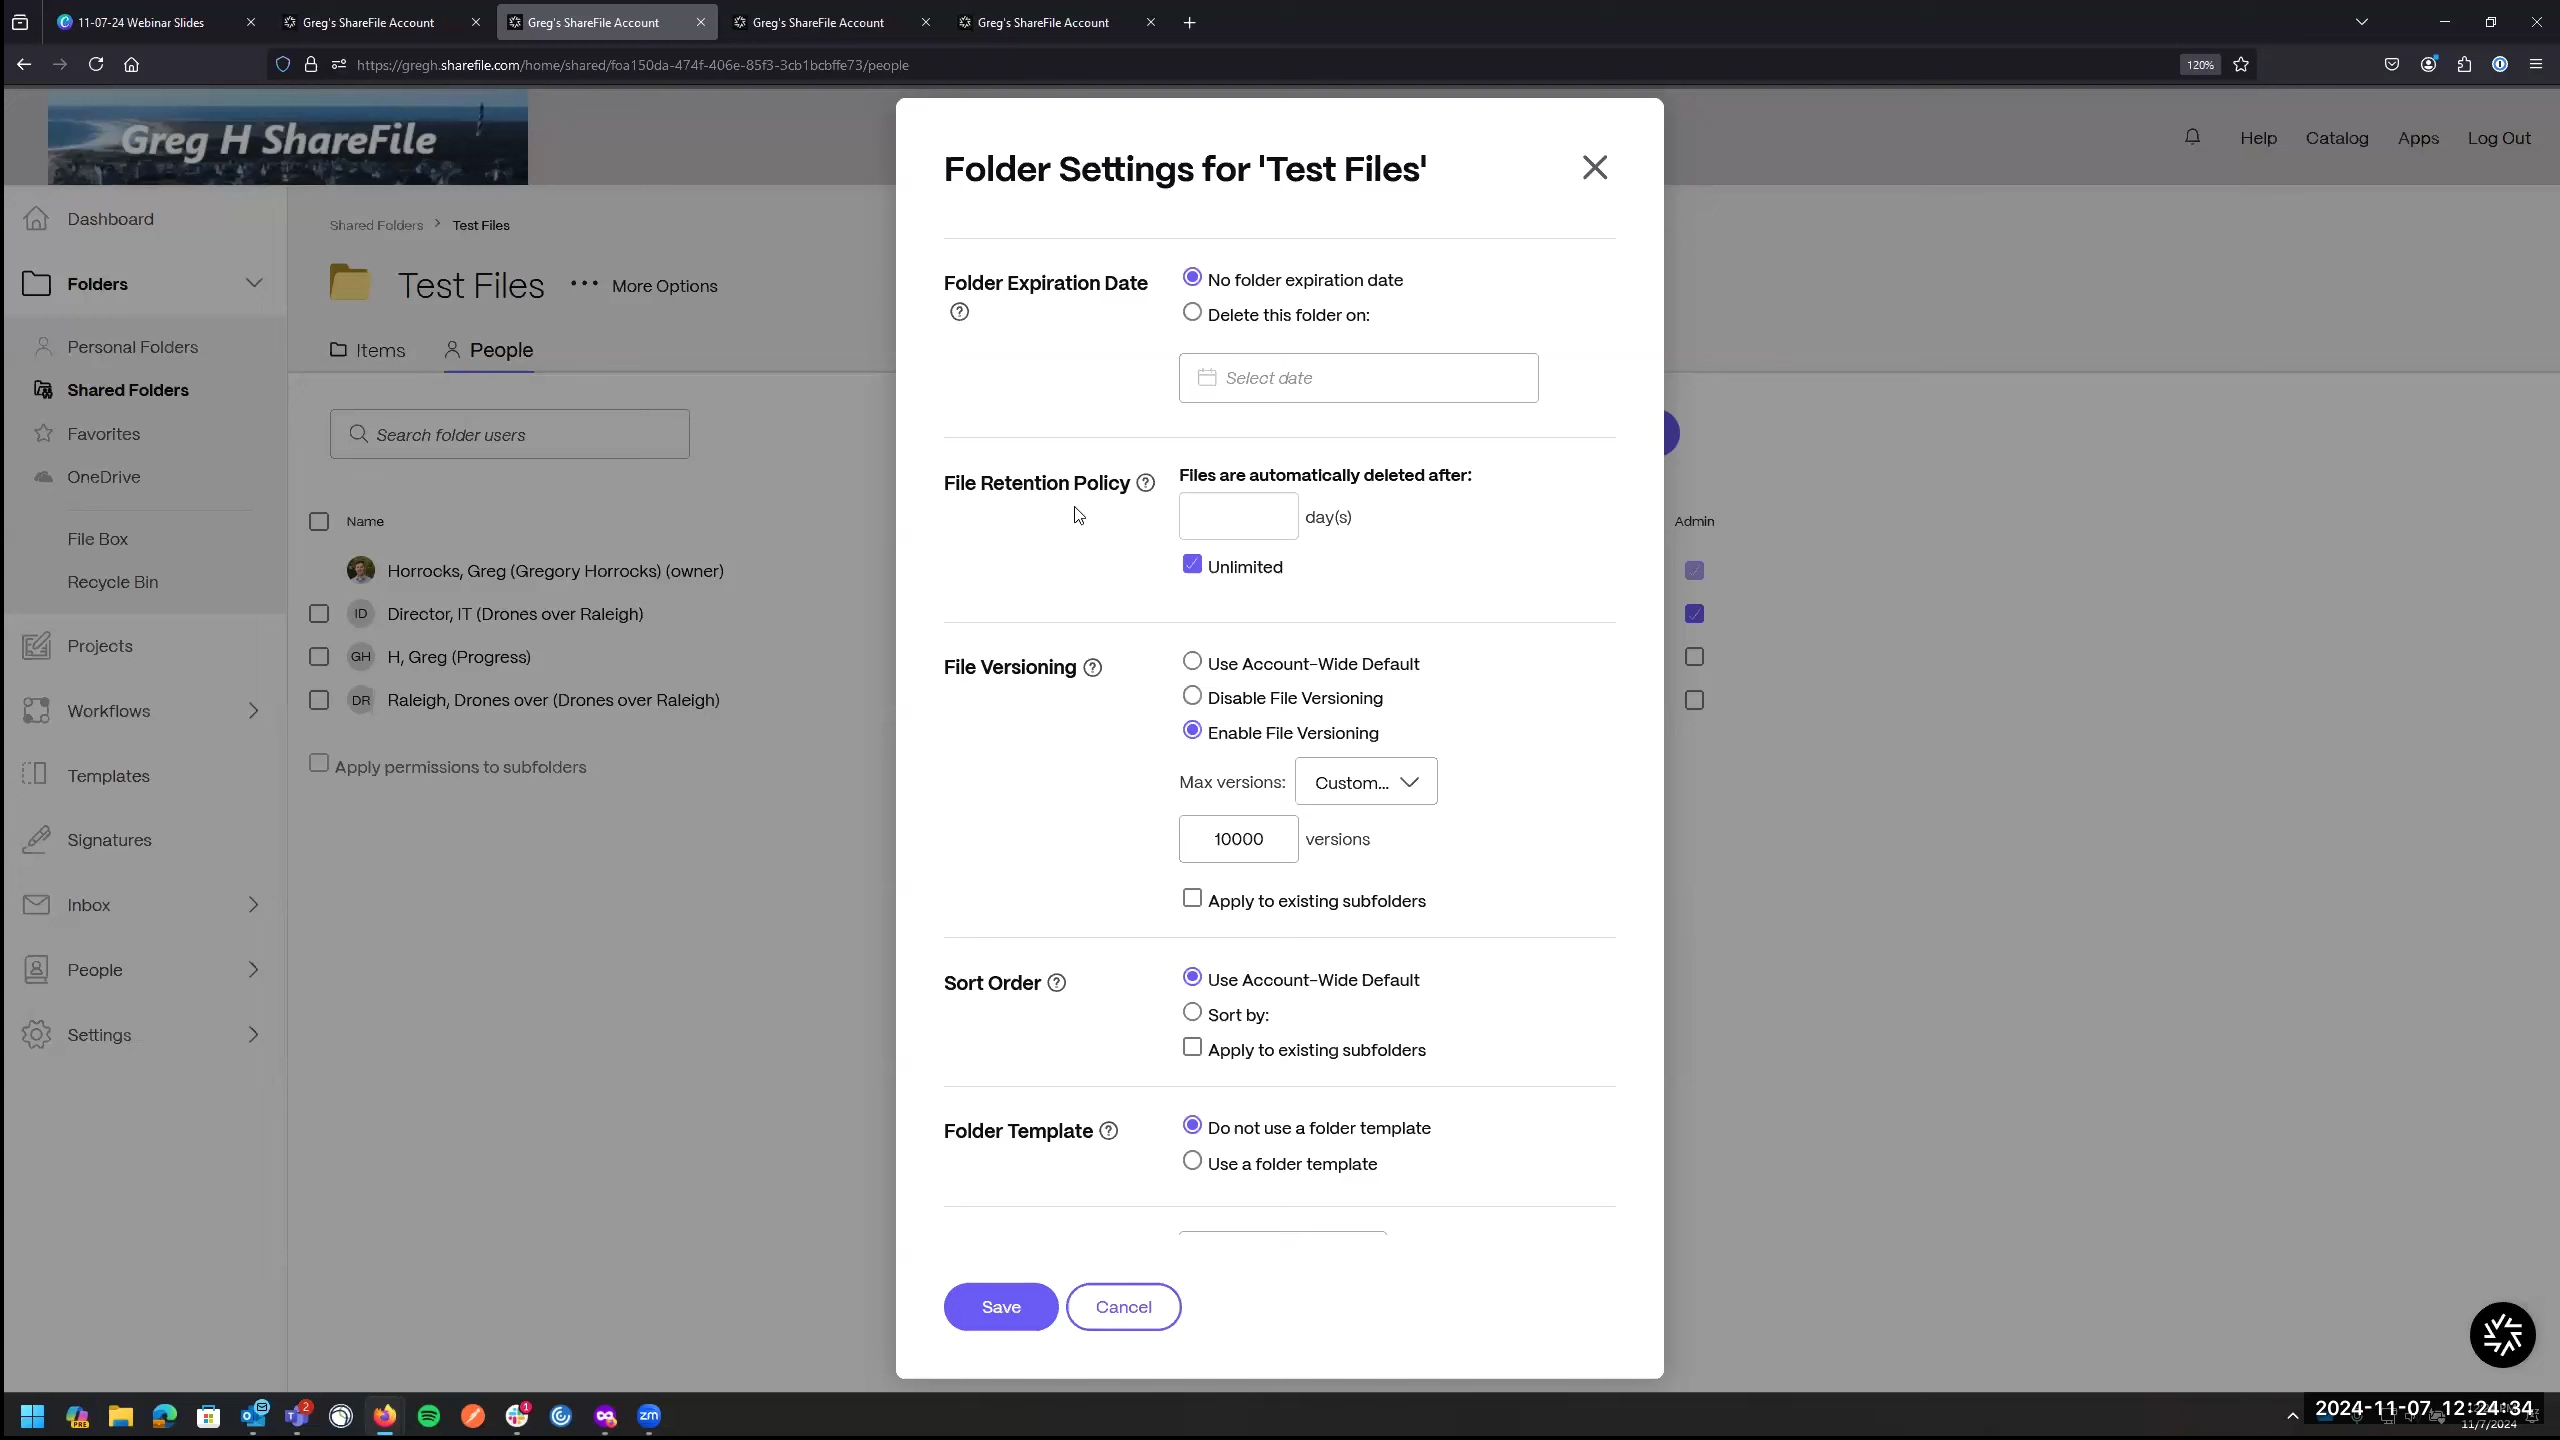 11-07-24 Webinar Slides
Greg's ShareFile Account
Greg's ShareFile Account
Greg's ShareFile Account
Greg's ShareFile Account
https://gregh.sharefile.com/home/shared/foa150da-474f-406e-85f3-3cb1bcbffe73/people
120%
Greg H ShareFile
Help
Catalog
Apps
Log Out
Dashboard
Folders
Personal Folders
Shared Folders
Favorites
OneDrive
File Box
Recycle Bin
Projects
Workflows
Templates
Signatures
Inbox
People
Settings
Shared Folders > Test Files
Test Files
More Options
Items
People
Search folder users
Name
Horrocks, Greg (Gregory Horrocks) (owner)
ID Director, IT (Drones over Raleigh)
GH H, Greg (Progress)
DR Raleigh, Drones over (Drones over Raleigh)
Apply permissions to subfolders
Admin
Folder Settings for 'Test Files'
Folder Expiration Date
No folder expiration date
Delete this folder on:
Select date
File Retention Policy
Files are automatically deleted after:
day(s)
Unlimited
File Versioning
Use Account-Wide Default
Disable File Versioning
Enable File Versioning
Max versions: Custom...
10000 versions
Apply to existing subfolders
Sort Order
Use Account-Wide Default
Sort by:
Apply to existing subfolders
Folder Template
Do not use a folder template
Use a folder template
Save
Cancel
PRE
2
1
zm
2024-11-07 12:24:34
11/7/2024